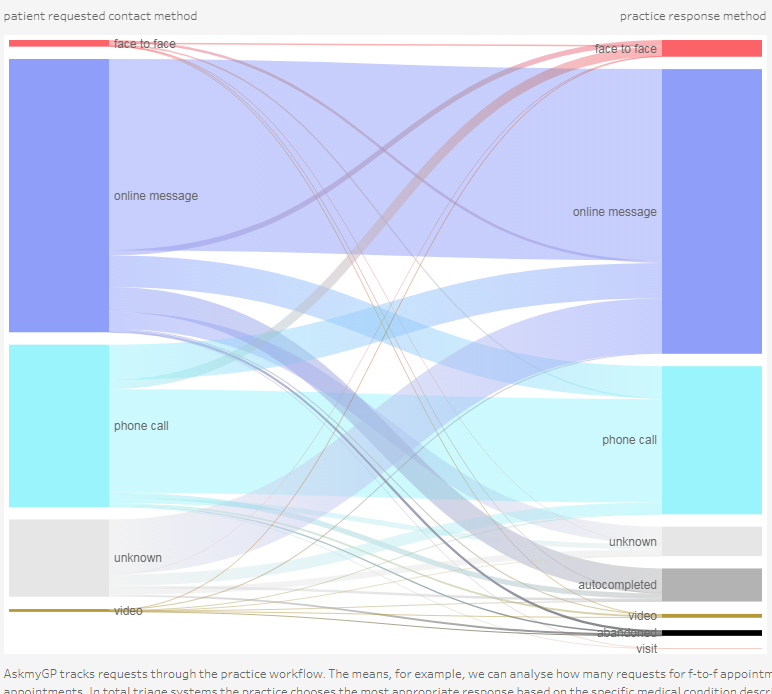 patient requested contact method
practice response method
face to face
face to face
online message
online message
phone call
phone call
unknown
unknown
autocompleted
video
video
abandoned
visit
AskmyGP tracks requests through the practice workflow. The means, for example, we can analyse how many requests for f-to-f appointm
appointments. In total triage systems the practice chooses the most appropriate response based on the specific medical condition descr